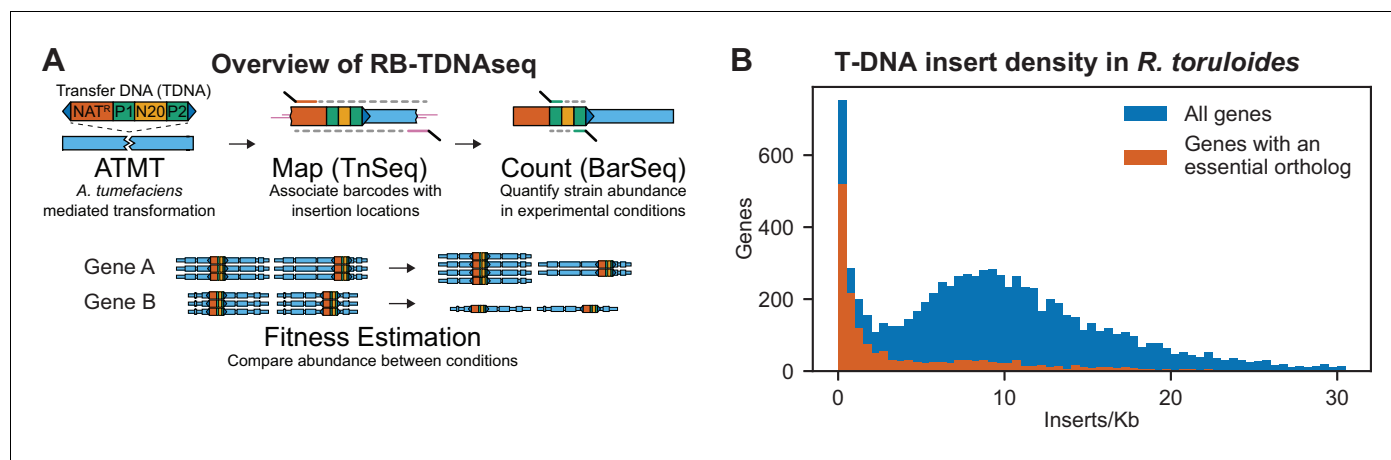 A
Overview of RB-TDNAseq
Transfer DNA (TDNA)
NATᴿ P1 N20 P2
ATMT
A. tumefaciens
mediated transformation
Map (TnSeq)
Associate barcodes with
insertion locations
Count (BarSeq)
Quantify strain abundance
in experimental conditions
Gene A
Gene B
Fitness Estimation
Compare abundance between conditions
B
T-DNA insert density in R. toruloides
All genes
Genes with an
essential ortholog
Genes
600
400
200
0
0 10 20 30
Inserts/Kb